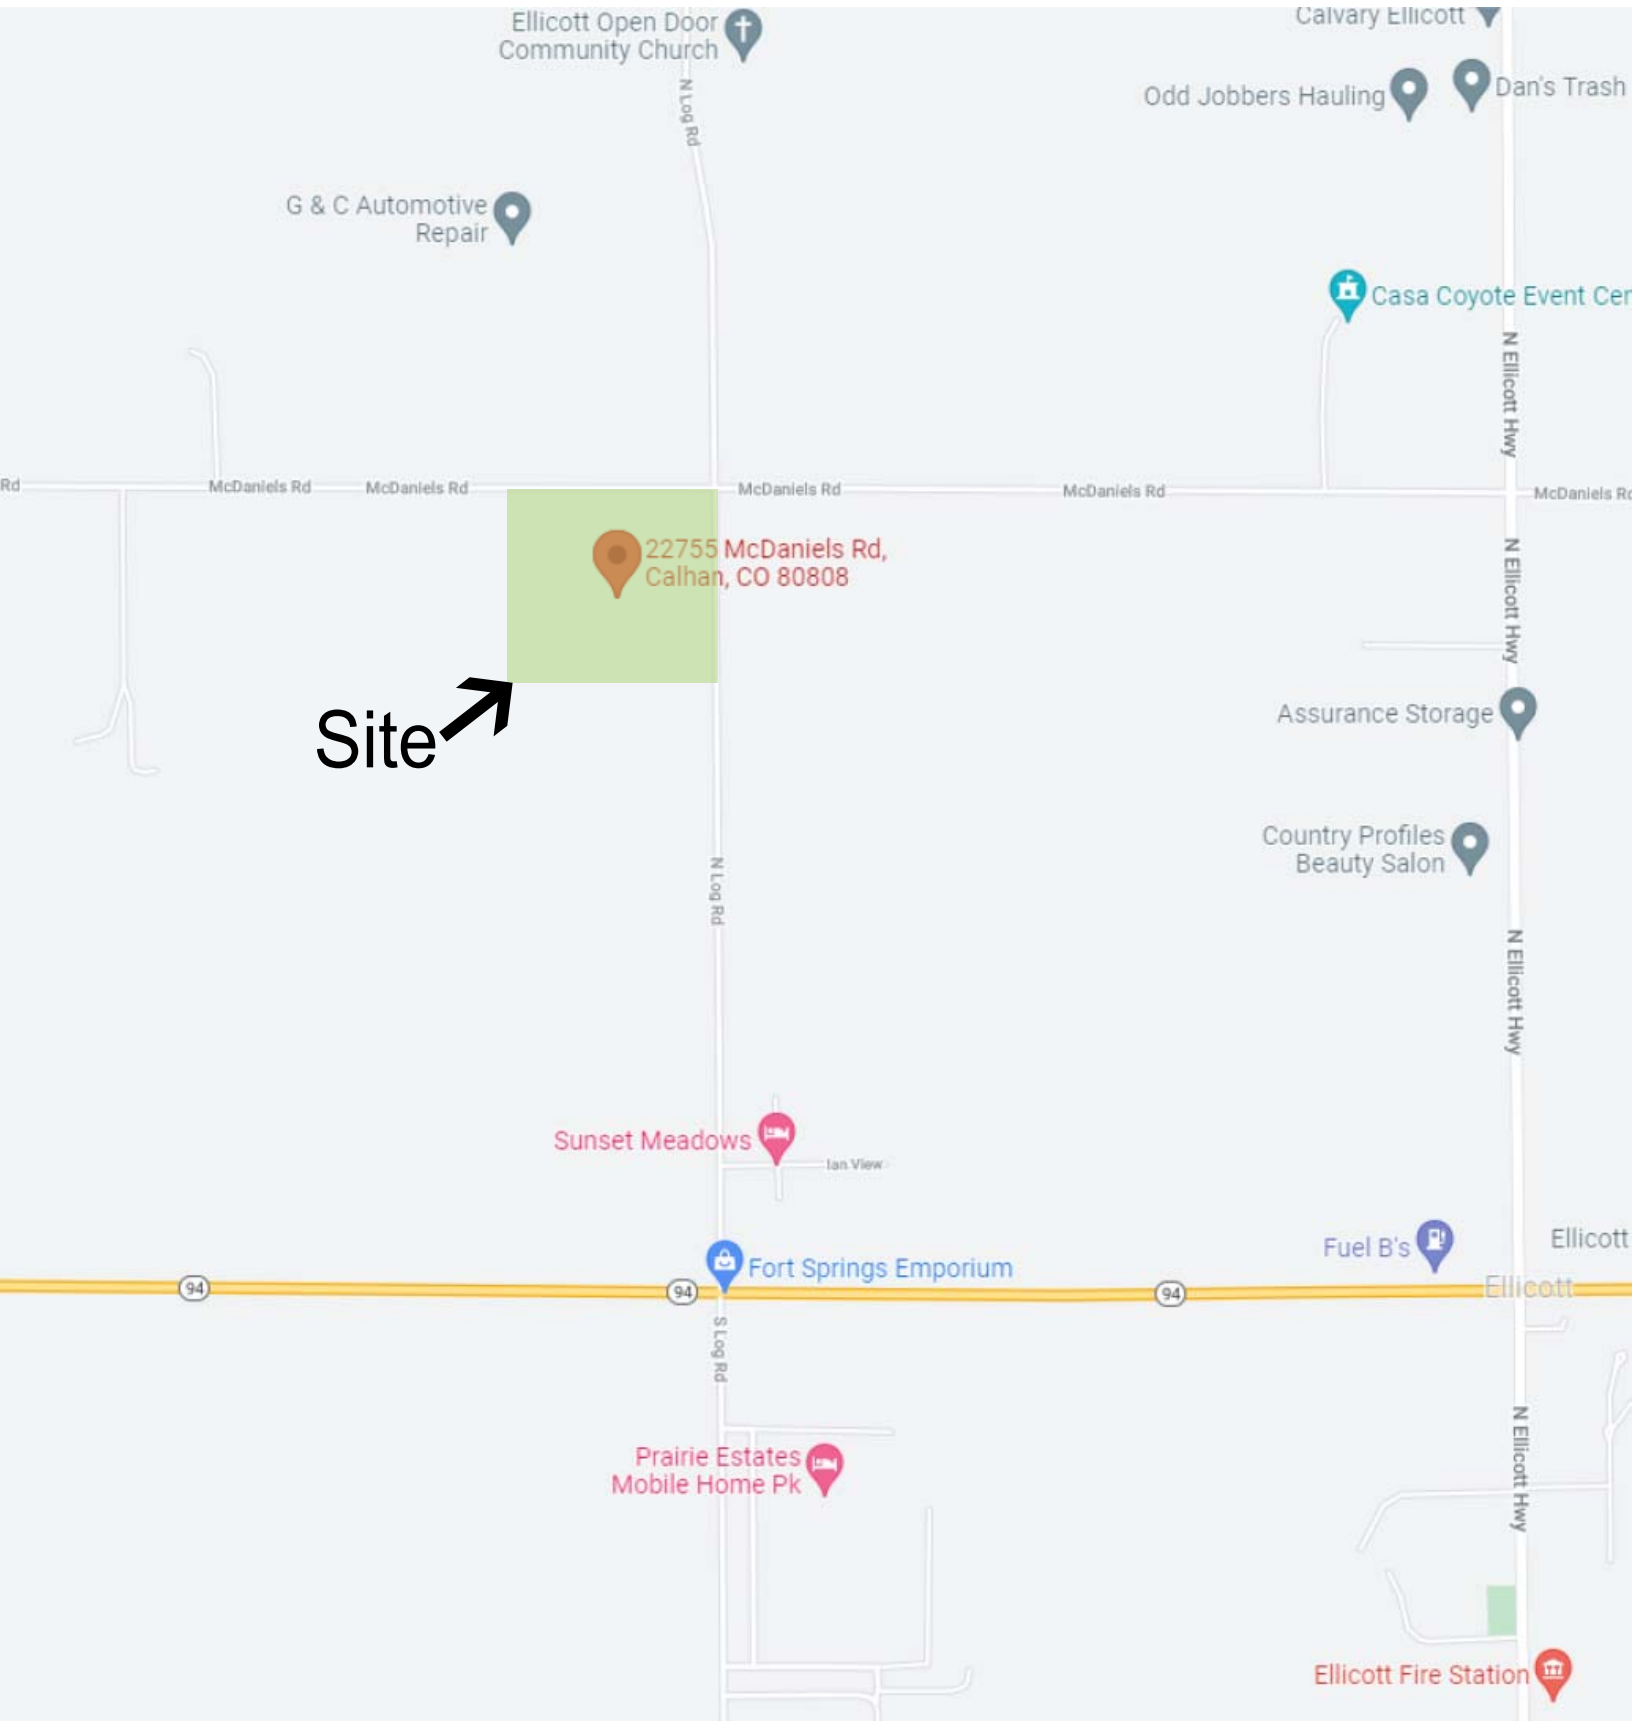 Ellicott Open Door
Community Church
Calvary Ellicott
Odd Jobbers Hauling
Dan's Trash
N Log Rd
G & C Automotive
Repair
Casa Coyote Event Cer
N Ellicott Hwy
Rd
McDaniels Rd
McDaniels Rd
McDaniels Rd
McDaniels Rd
McDaniels Rd
22755 McDaniels Rd,
Calhan, CO 80808
N Ellicott Hwy
Site
Assurance Storage
Country Profiles
Beauty Salon
N Log Rd
N Ellicott Hwy
Sunset Meadows
Ian View
Fuel B's
Ellicott
Fort Springs Emporium
94
94
94
Ellicott
S Log Rd
Prairie Estates
Mobile Home Pk
N Ellicott Hwy
Ellicott Fire Station